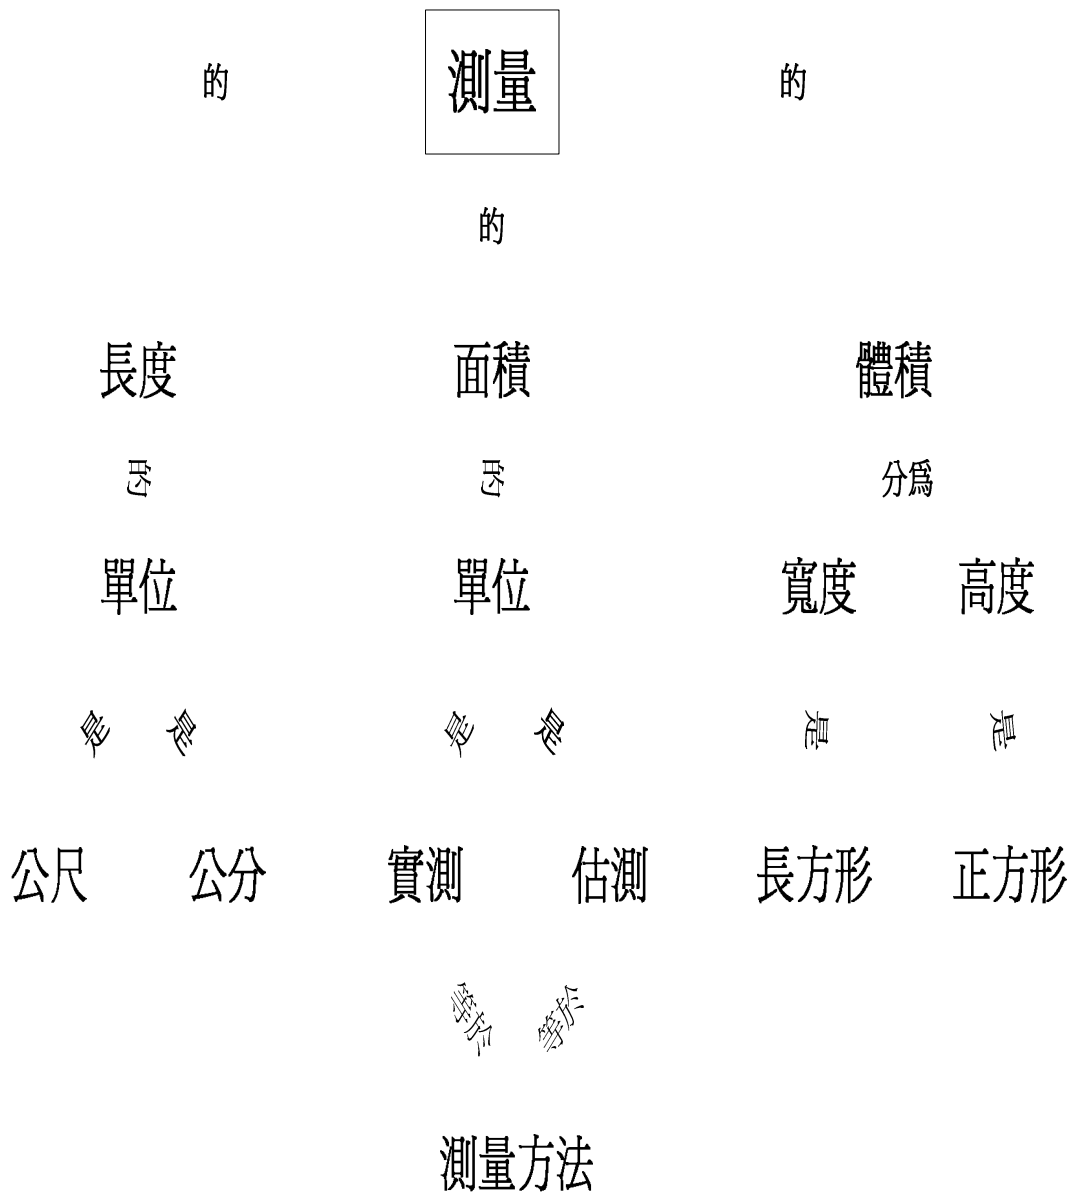 的 測量 的
的
長度 面積 體積
的 的 分為
單位 單位 寬度 高度
是 是 是 是 是 是
公尺 公分 實測 估測 長方形 正方形
等於 等於
測量方法